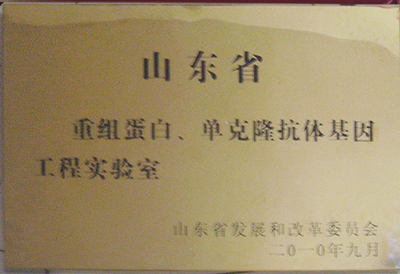 山东省
重组蛋白、单克隆抗体基因
工程实验室
山东省发展和改革委员会
二〇一〇年九月